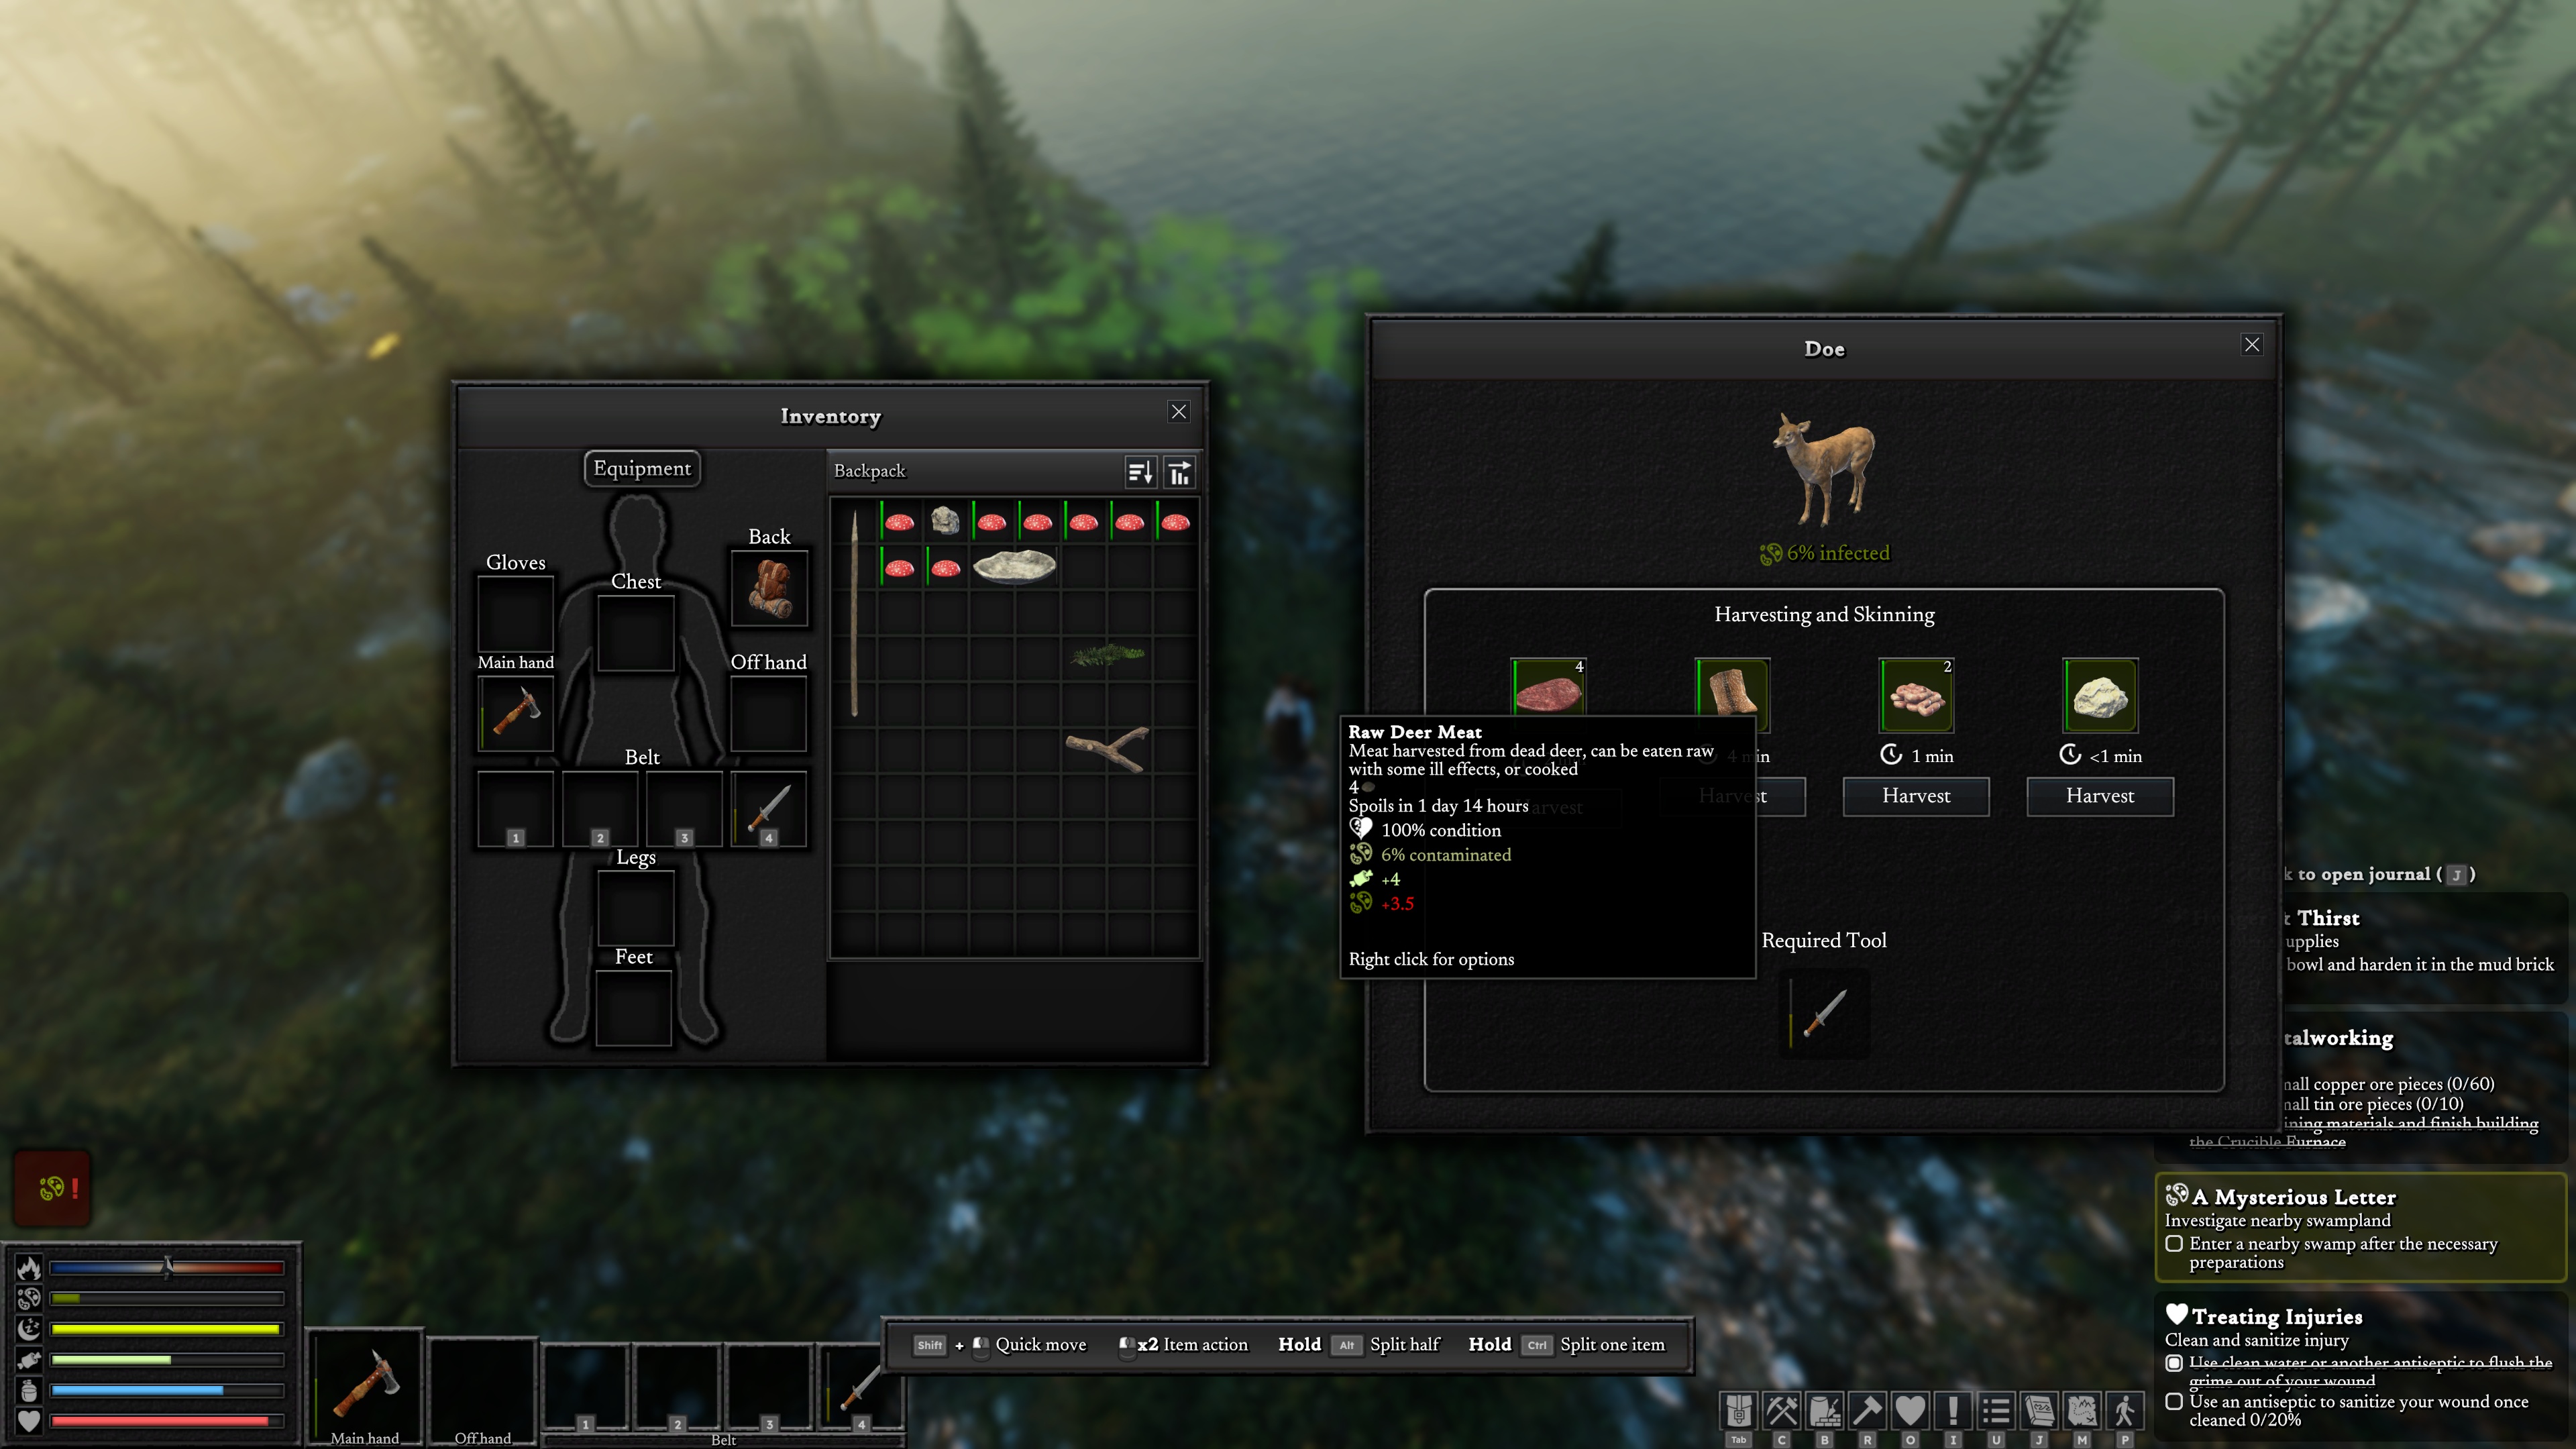 Inventory
Equipment
Backpack
Back
Gloves
Chest
Main hand
Off hand
Belt
1
2
3
4
Legs
Feet
Doe
6% infected
Harvesting and Skinning
4
2
4 min
1 min
<1 min
Harvest
Harvest
Harvest
Raw Deer Meat
Meat harvested from dead deer, can be eaten raw
with some ill effects, or cooked
4
Spoils in 1 day 14 hours
100% condition
6% contaminated
+4
+3.5
Right click for options
Required Tool
to open journal ( J )
Thirst
bowl and harden it in the mud brick
copper ore pieces (0/60)
tin ore pieces (0/10)
materials and finish building
the Crucible Furnace
A Mysterious Letter
Investigate nearby swampland
Enter a nearby swamp after the necessary
preparations
Treating Injuries
Clean and sanitize injury
Use clean water or another antiseptic to flush the
grime out of your wound
Use an antiseptic to sanitize your wound once
cleaned 0/20%
Shift + Quick move
x2 Item action
Hold Alt Split half
Hold Ctrl Split one item
Main hand
Off hand
1
2
3
4
Belt
Tab
C
B
R
O
I
U
J
M
P